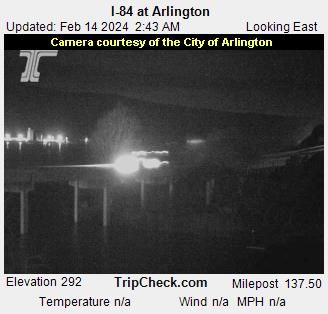 I-84 at Arlington
Updated: Feb 14 2024 2:43 AM Looking East
Camera courtesy of the City of Arlington
Elevation 292 TripCheck.com Milepost 137.50
Temperature n/a Wind n/a MPH n/a